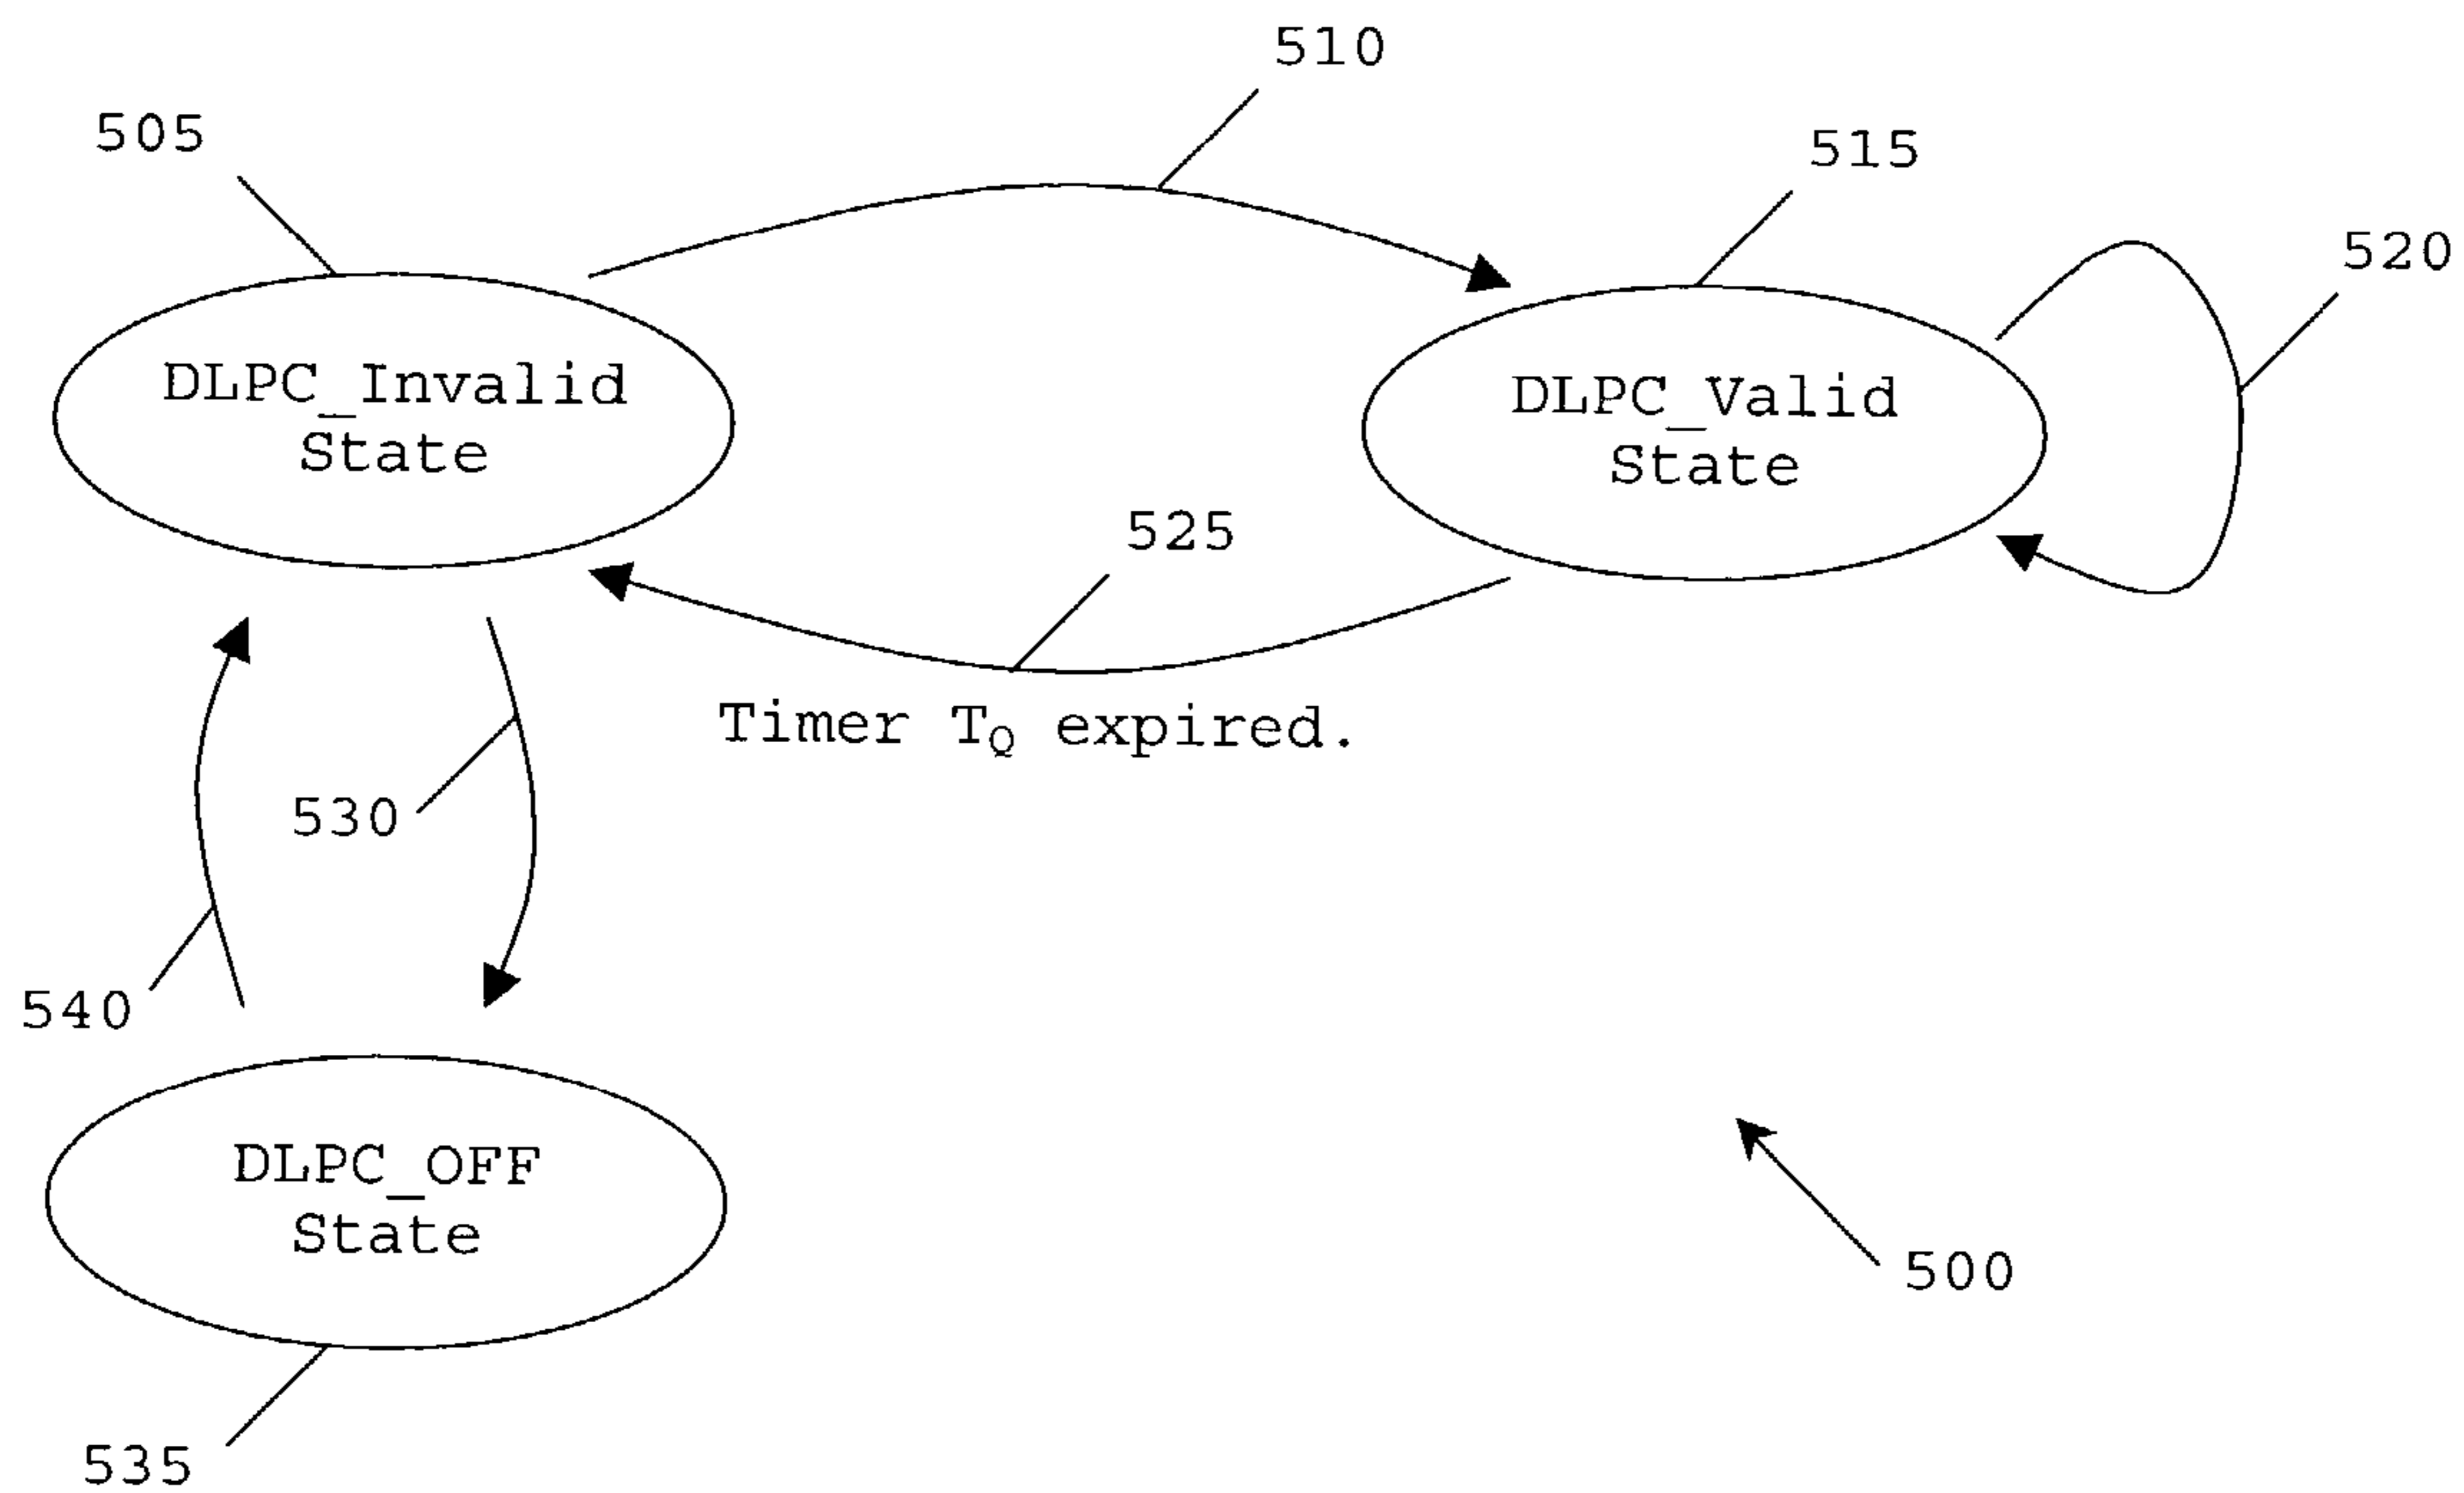 510
505
515
520
DLPC_Invalid
State
DLPC_Valid
State
525
Timer TQ expired.
530
540
DLPC_OFF
State
500
535